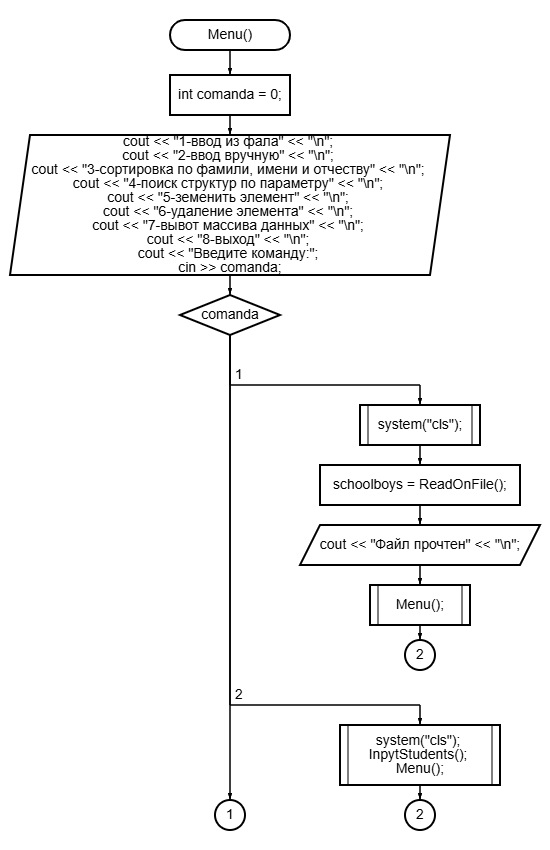 Menu()
int comanda = 0;
cout << "1-ввод из фала" << "\n";
cout << "2-ввод вручную" << "\n";
cout << "3-сортировка по фамили, имени и отчеству" << "\n";
cout << "4-поиск структур по параметру" << "\n";
cout << "5-земенить элемент" << "\n";
cout << "6-удаление элемента" << "\n";
cout << "7-вывот массива данных" << "\n";
cout << "8-выход" << "\n";
cout << "Введите команду:";
cin >> comanda;
comanda
1
system("cls");
schoolboys = ReadOnFile();
cout << "Файл прочтен" << "\n";
Menu();
2
2
system("cls");
InpytStudents();
Menu();
1
2